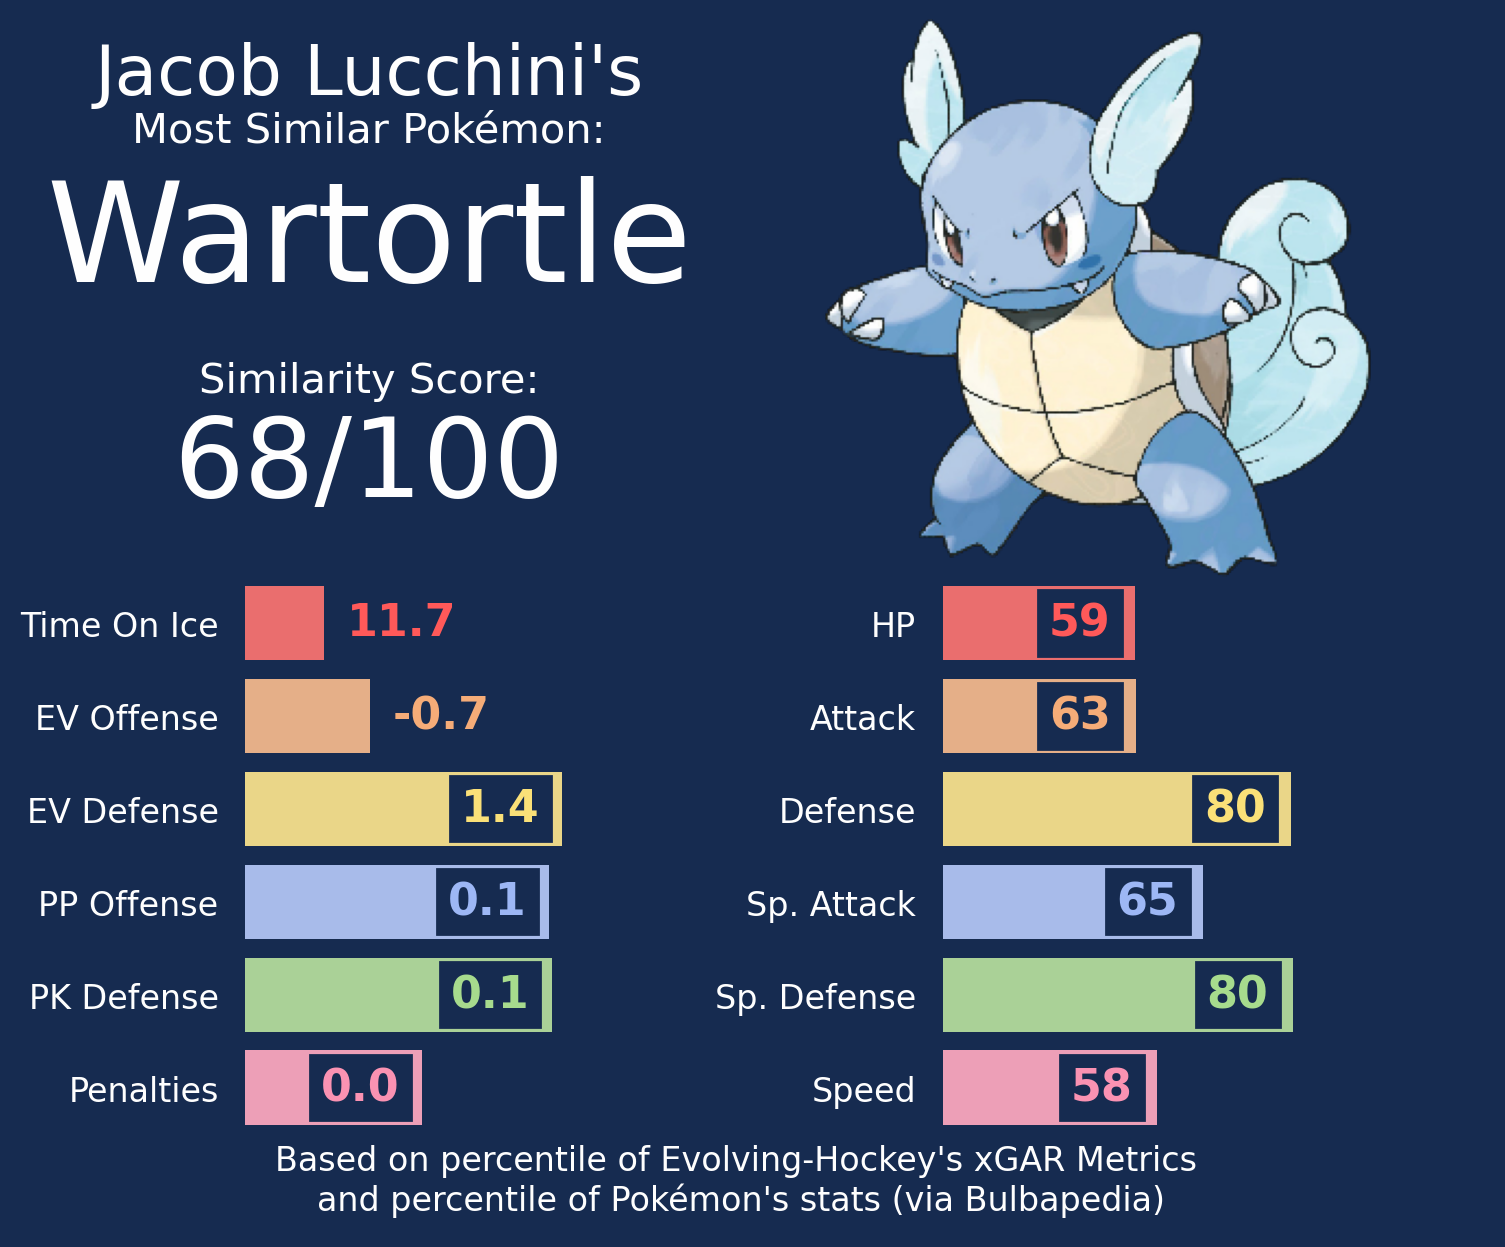 Jacob Lucchini's
Most Similar Pokémon:
Wartortle
Similarity Score:
68/100
Time On Ice 11.7
EV Offense -0.7
EV Defense 1.4
PP Offense 0.1
PK Defense 0.1
Penalties 0.0
HP 59
Attack 63
Defense 80
Sp. Attack 65
Sp. Defense 80
Speed 58
Based on percentile of Evolving-Hockey's xGAR Metrics
and percentile of Pokémon's stats (via Bulbapedia)